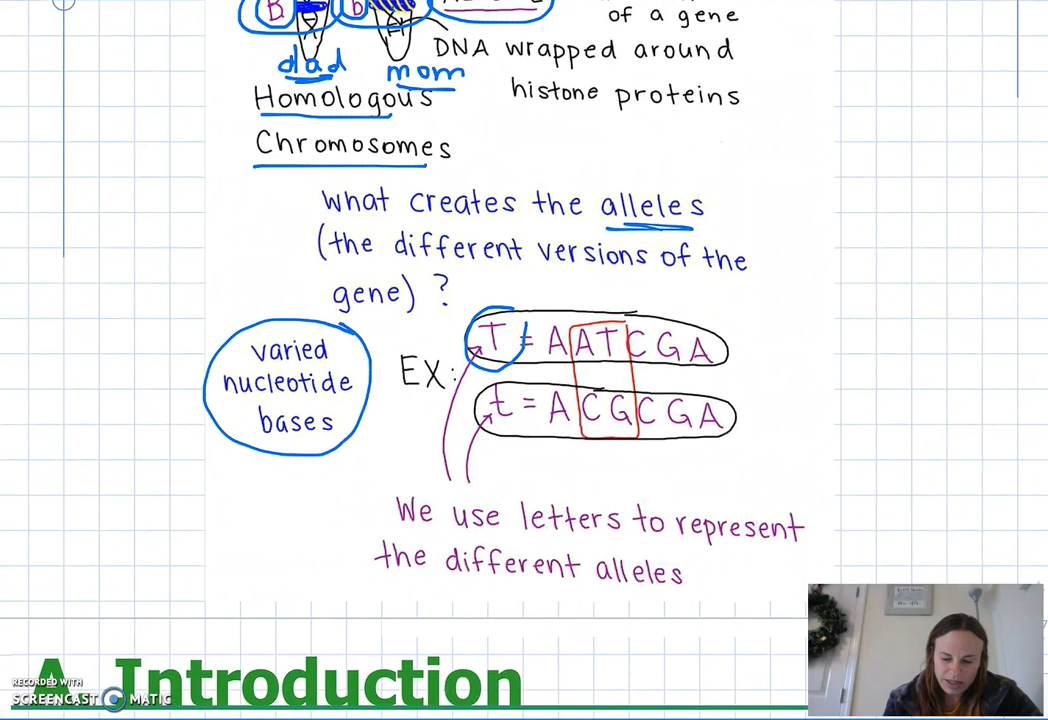 B b
of a gene
DNA wrapped around
histone proteins
dad mom
Homologous
Chromosomes
What creates the alleles
(the different versions of the
gene) ?
varied
nucleotide
bases
EX:
T = A A T C G A
t = A C G C G A
We use letters to represent
the different alleles
A. Introduction
RECORDED WITH
SCREENCAST MATIC